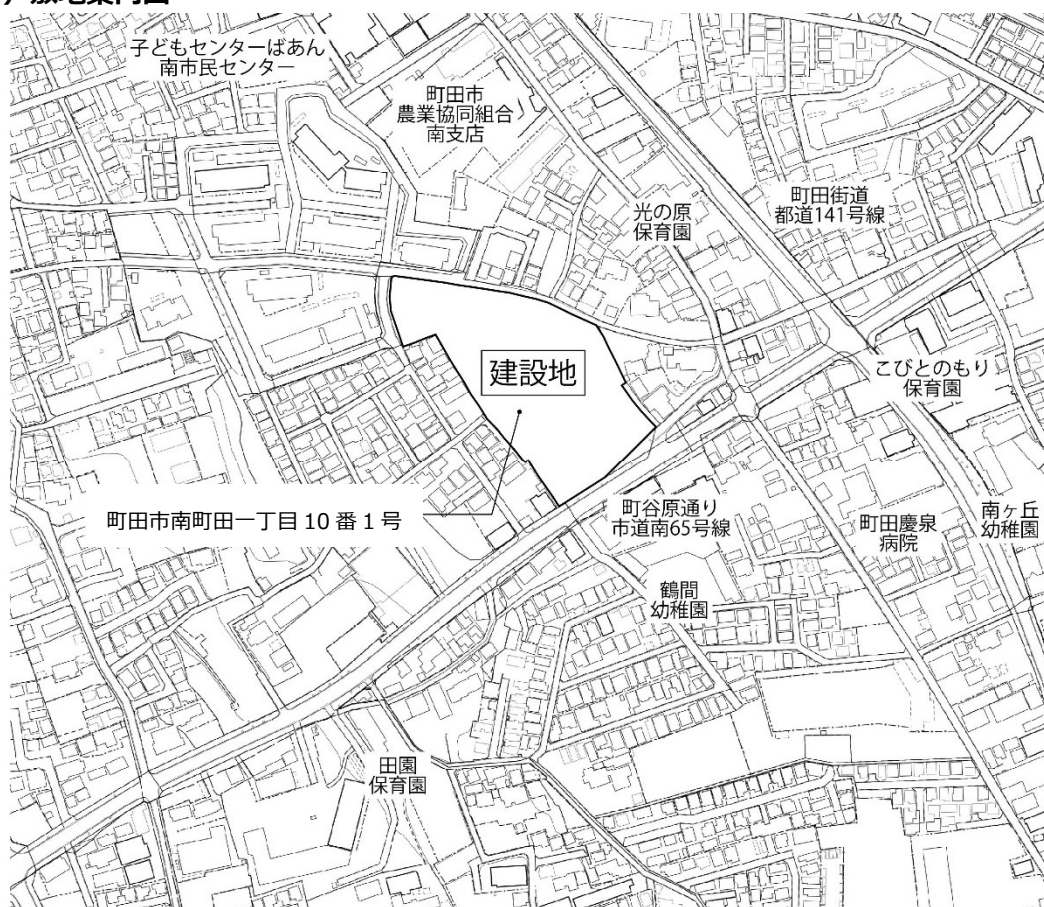 子どもセンターばあん
南市民センター
町田市
農業協同組合
南支店
光の原
保育園
町田街道
都道141号線
建設地
こびとのもり
保育園
町田市南町田一丁目10番1号
町谷原通り
市道南65号線
町田慶泉
病院
南ヶ丘
幼稚園
鶴間
幼稚園
田園
保育園